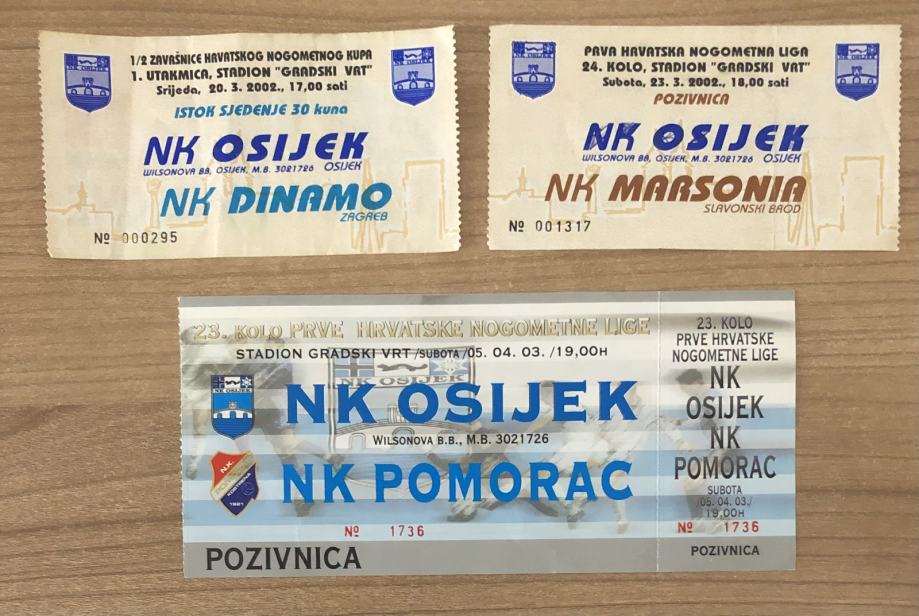 1/2 ZAVRŠNICE HRVATSKOG NOGOMETNOG KUPA
1. UTAKMICA, STADION "GRADSKI VRT"
Srijeda, 20. 3. 2002., 17,00 sati
ISTOK SJEDENJE 30 kuna
NK OSIJEK
WILSONOVA BB, OSIJEK, M.B. 3021726 OSIJEK
NK DINAMO
ZAGREB
№ 000295
PRVA HRVATSKA NOGOMETNA LIGA
24. KOLO, STADION "GRADSKI VRT"
Subota, 23. 3. 2002., 18,00 sati
POZIVNICA
NK OSIJEK
WILSONOVA BB, OSIJEK, M.B. 3021726 OSIJEK
NK MARSONIA
SLAVONSKI BROD
№ 001317
23. KOLO PRVE HRVATSKE NOGOMETNE LIGE
STADION GRADSKI VRT /SUBOTA /05. 04. 03. /19,00H
NK OSIJEK
NK OSIJEK
NK OSIJEK
WILSONOVA B.B., M.B. 3021726
N.K.
1921
NK POMORAC
№ 1736
POZIVNICA
23. KOLO
PRVE HRVATSKE
NOGOMETNE LIGE
NK
OSIJEK
NK
POMORAC
SUBOTA
/05. 04. 03./
19,00H
№ 1736
POZIVNICA